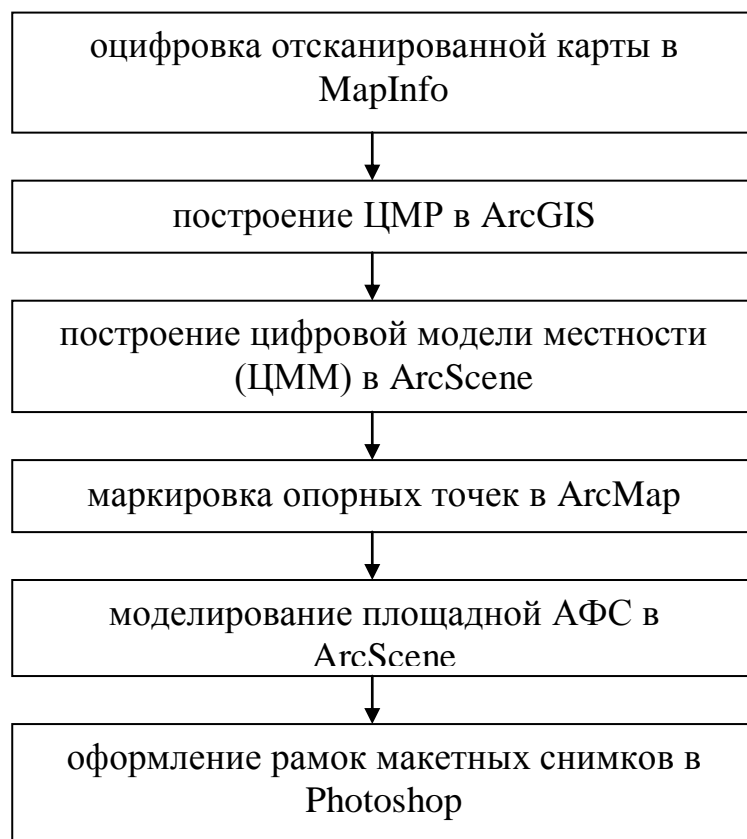 оцифровка отсканированной карты в
MapInfo
построение ЦМР в ArcGIS
построение цифровой модели местности
(ЦММ) в ArcScene
маркировка опорных точек в ArcMap
моделирование площадной АФС в
ArcScene
оформление рамок макетных снимков в
Photoshop